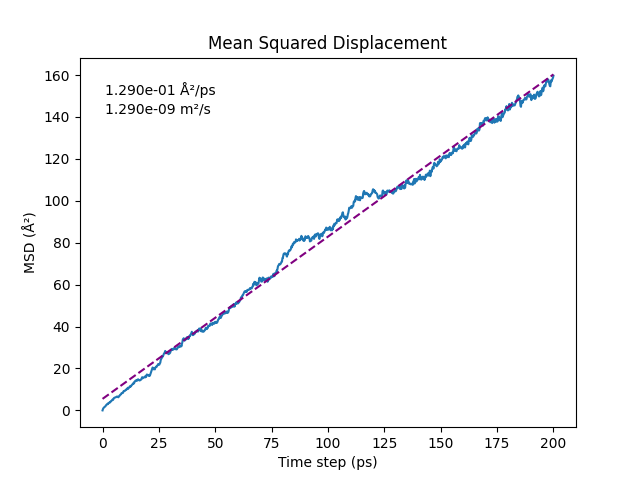 Mean Squared Displacement
1.290e-01 Å²/ps
1.290e-09 m²/s
MSD (Å²)
160
140
120
100
80
60
40
20
0
0 25 50 75 100 125 150 175 200
Time step (ps)